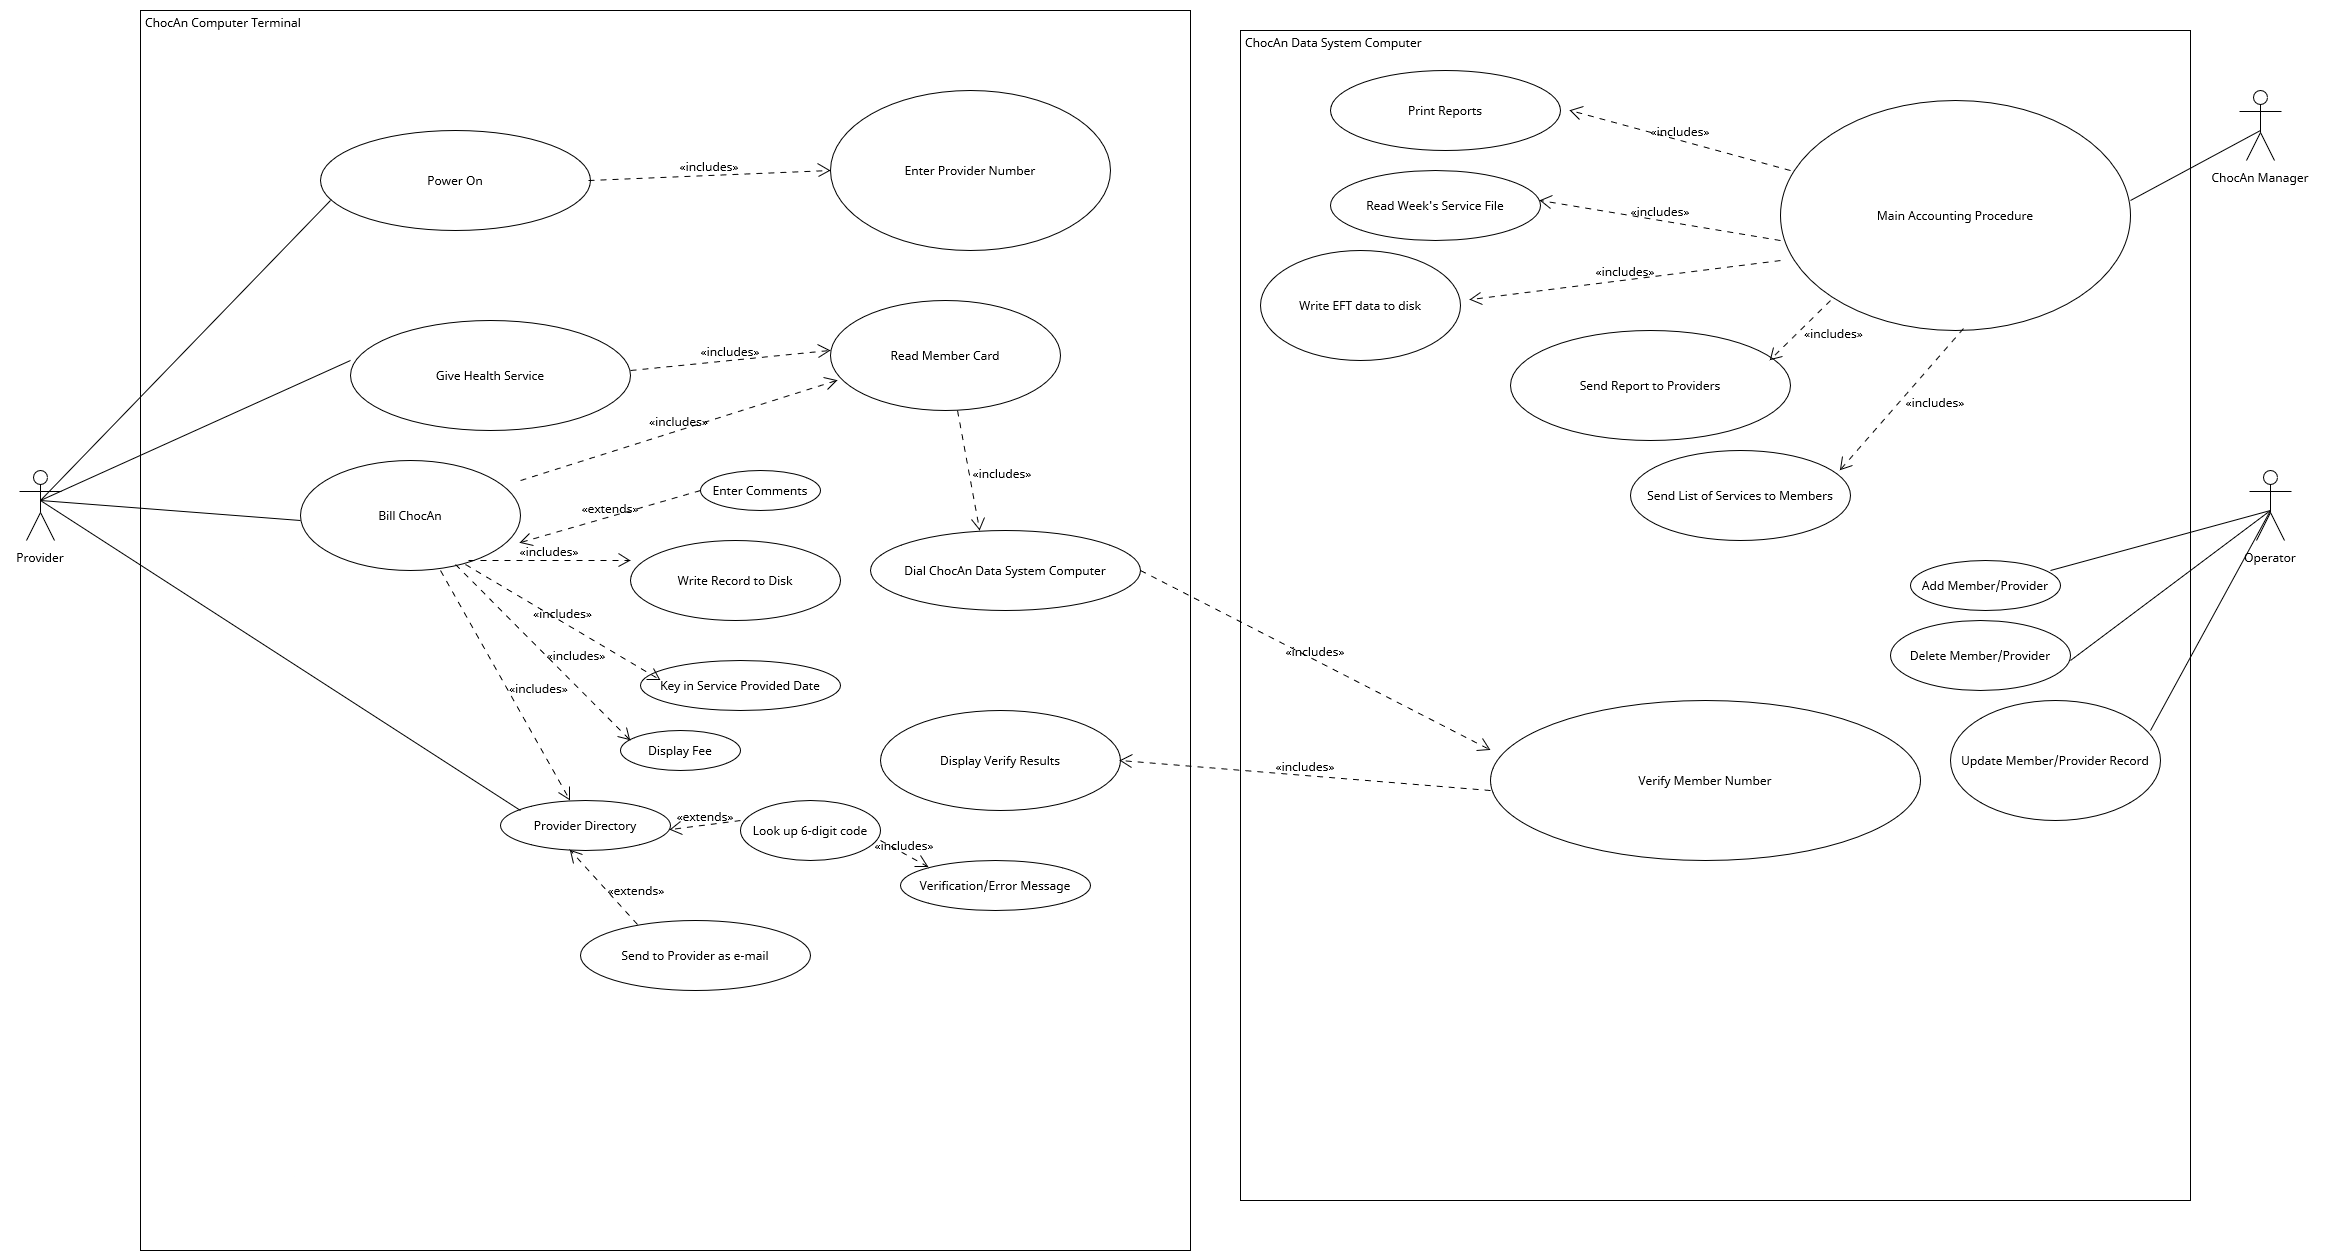 ChocAn Computer Terminal
Power On
«includes»
Enter Provider Number
Give Health Service
«includes»
Read Member Card
«includes»
Bill ChocAn
«includes»
Enter Comments
«extends»
«includes»
Write Record to Disk
Dial ChocAn Data System Computer
Provider
«includes»
«includes»
«includes»
Key in Service Provided Date
Display Fee
Display Verify Results
Provider Directory
«extends»
Look up 6-digit code
«includes»
Verification/Error Message
«extends»
Send to Provider as e-mail
«includes»
«includes»
ChocAn Data System Computer
Print Reports
«includes»
Read Week's Service File
«includes»
Main Accounting Procedure
ChocAn Manager
«includes»
Write EFT data to disk
«includes»
Send Report to Providers
«includes»
Send List of Services to Members
Operator
Add Member/Provider
Delete Member/Provider
Update Member/Provider Record
Verify Member Number